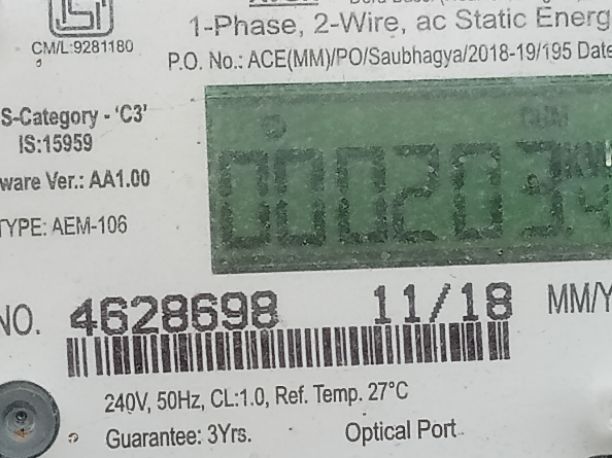 CM/L:9281180
1-Phase, 2-Wire, ac Static Energ
P.O. No.: ACE(MM)/PO/Saubhagya/2018-19/195 Date
S-Category - 'C3'
IS:15959
ware Ver.: AA1.00
TYPE: AEM-106
CUM
000203
NO. 4628698 11/18 MM/Y
240V, 50Hz, CL:1.0, Ref. Temp. 27°C
Guarantee: 3Yrs. Optical Port